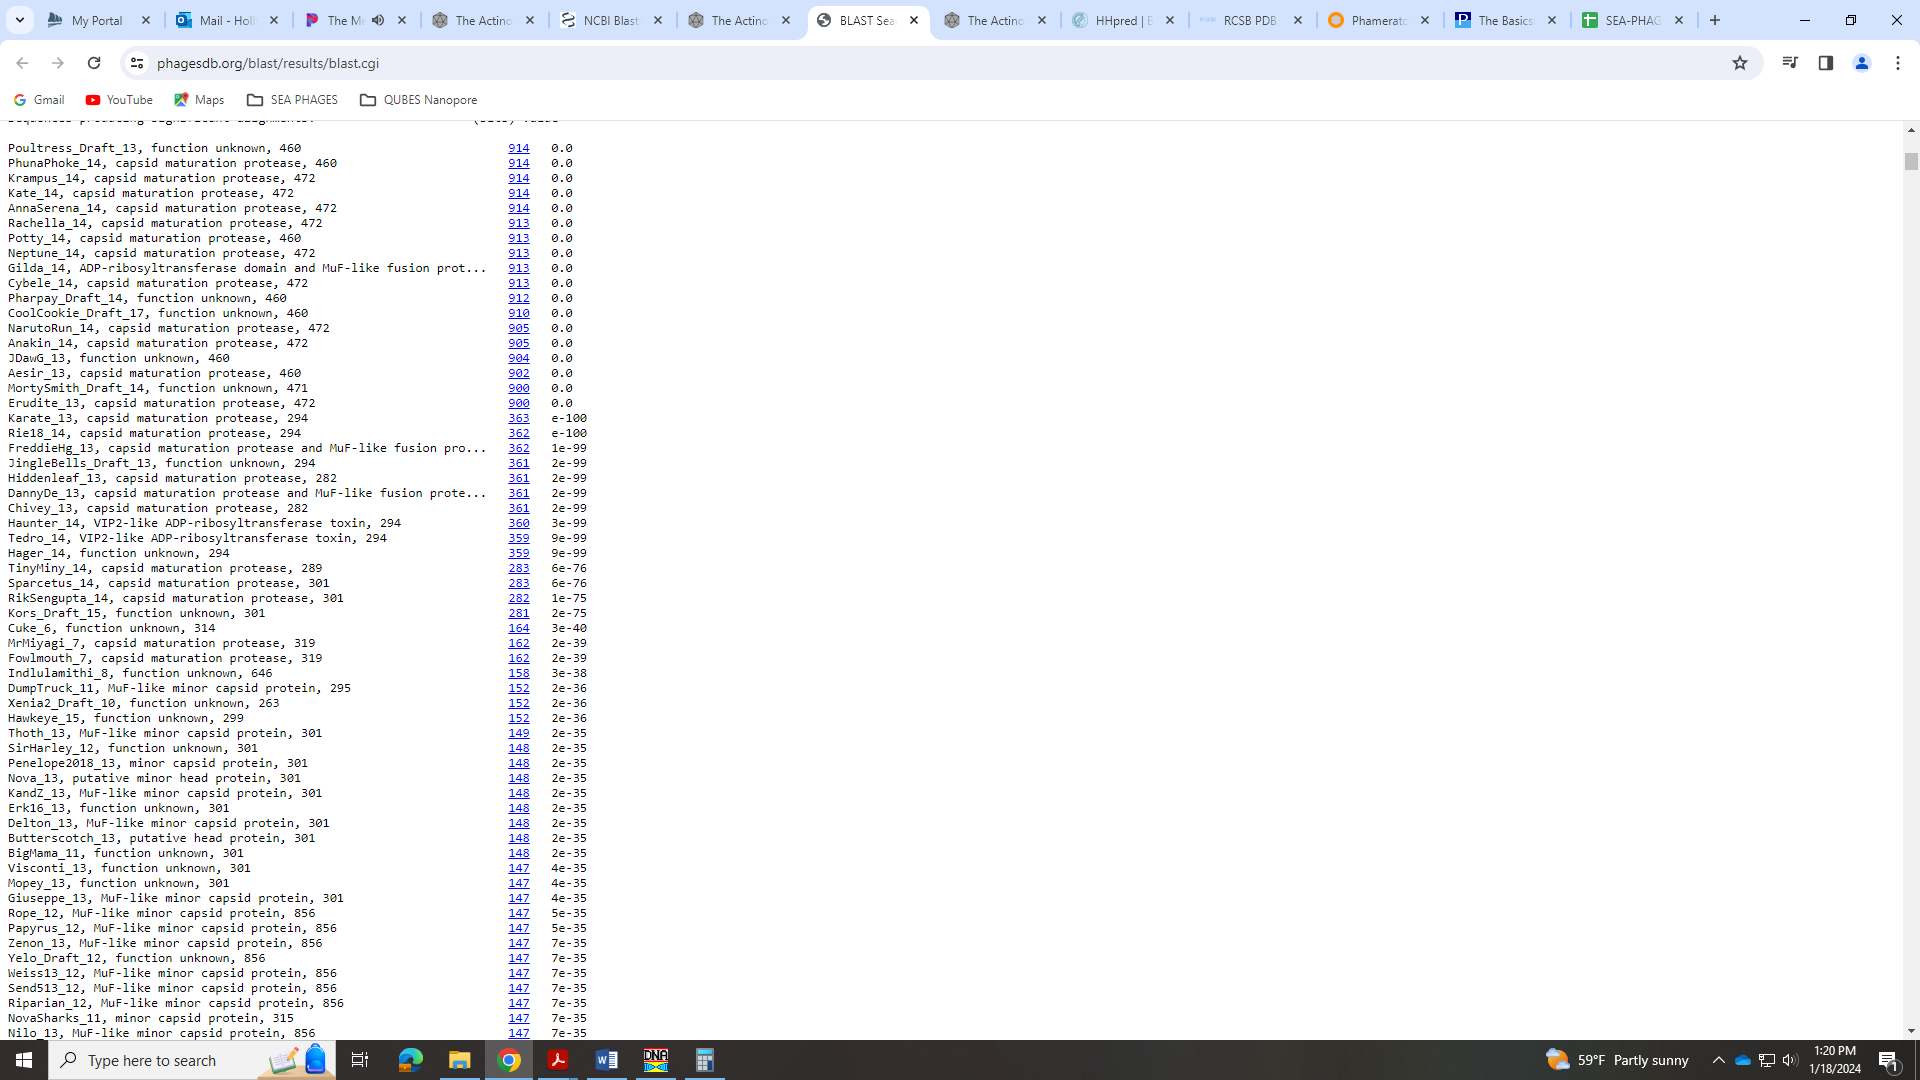 My Portal
Mail - Holl
The Me
The Actino
NCBI Blast
The Actino
BLAST Sea
The Actino
HHpred | B
RCSB PDB
Phamerato
The Basics
SEA-PHAG
phagesdb.org/blast/results/blast.cgi
Gmail YouTube Maps SEA PHAGES QUBES Nanopore
Poultress_Draft_13, function unknown, 460 914 0.0
PhunaPhoke_14, capsid maturation protease, 460 914 0.0
Krampus_14, capsid maturation protease, 472 914 0.0
Kate_14, capsid maturation protease, 472 914 0.0
AnnaSerena_14, capsid maturation protease, 472 914 0.0
Rachella_14, capsid maturation protease, 472 913 0.0
Potty_14, capsid maturation protease, 460 913 0.0
Neptune_14, capsid maturation protease, 472 913 0.0
Gilda_14, ADP-ribosyltransferase domain and MuF-like fusion prot... 913 0.0
Cybele_14, capsid maturation protease, 472 913 0.0
Pharpay_Draft_14, function unknown, 460 912 0.0
CoolCookie_Draft_17, function unknown, 460 910 0.0
NarutoRun_14, capsid maturation protease, 472 905 0.0
Anakin_14, capsid maturation protease, 472 905 0.0
JDawG_13, function unknown, 460 904 0.0
Aesir_13, capsid maturation protease, 460 902 0.0
MortySmith_Draft_14, function unknown, 471 900 0.0
Erudite_13, capsid maturation protease, 472 900 0.0
Karate_13, capsid maturation protease, 294 363 e-100
Rie18_14, capsid maturation protease, 294 362 e-100
FreddieHg_13, capsid maturation protease and MuF-like fusion pro... 362 1e-99
JingleBells_Draft_13, function unknown, 294 361 2e-99
Hiddenleaf_13, capsid maturation protease, 282 361 2e-99
DannyDe_13, capsid maturation protease and MuF-like fusion prote... 361 2e-99
Chivey_13, capsid maturation protease, 282 361 2e-99
Haunter_14, VIP2-like ADP-ribosyltransferase toxin, 294 360 3e-99
Tedro_14, VIP2-like ADP-ribosyltransferase toxin, 294 359 9e-99
Hager_14, function unknown, 294 359 9e-99
TinyMiny_14, capsid maturation protease, 289 283 6e-76
Sparcetus_14, capsid maturation protease, 301 283 6e-76
RikSengupta_14, capsid maturation protease, 301 282 1e-75
Kors_Draft_15, function unknown, 301 281 2e-75
Cuke_6, function unknown, 314 164 3e-40
MrMiyagi_7, capsid maturation protease, 319 162 2e-39
Fowlmouth_7, capsid maturation protease, 319 162 2e-39
Indlulamithi_8, function unknown, 646 158 3e-38
DumpTruck_11, MuF-like minor capsid protein, 295 152 2e-36
Xenia2_Draft_10, function unknown, 263 152 2e-36
Hawkeye_15, function unknown, 299 152 2e-36
Thoth_13, MuF-like minor capsid protein, 301 149 2e-35
SirHarley_12, function unknown, 301 148 2e-35
Penelope2018_13, minor capsid protein, 301 148 2e-35
Nova_13, putative minor head protein, 301 148 2e-35
KandZ_13, MuF-like minor capsid protein, 301 148 2e-35
Erk16_13, function unknown, 301 148 2e-35
Delton_13, MuF-like minor capsid protein, 301 148 2e-35
Butterscotch_13, putative head protein, 301 148 2e-35
BigMama_11, function unknown, 301 148 2e-35
Visconti_13, function unknown, 301 147 4e-35
Mopey_13, function unknown, 301 147 4e-35
Giuseppe_13, MuF-like minor capsid protein, 301 147 4e-35
Rope_12, MuF-like minor capsid protein, 856 147 5e-35
Papyrus_12, MuF-like minor capsid protein, 856 147 5e-35
Zenon_13, MuF-like minor capsid protein, 856 147 7e-35
Yelo_Draft_12, function unknown, 856 147 7e-35
Weiss13_12, MuF-like minor capsid protein, 856 147 7e-35
Send513_12, MuF-like minor capsid protein, 856 147 7e-35
Riparian_12, MuF-like minor capsid protein, 856 147 7e-35
NovaSharks_11, minor capsid protein, 315 147 7e-35
Nilo_13, MuF-like minor capsid protein, 856 147 7e-35
Type here to search
DNA
59°F Partly sunny
1:20 PM
1/18/2024
1